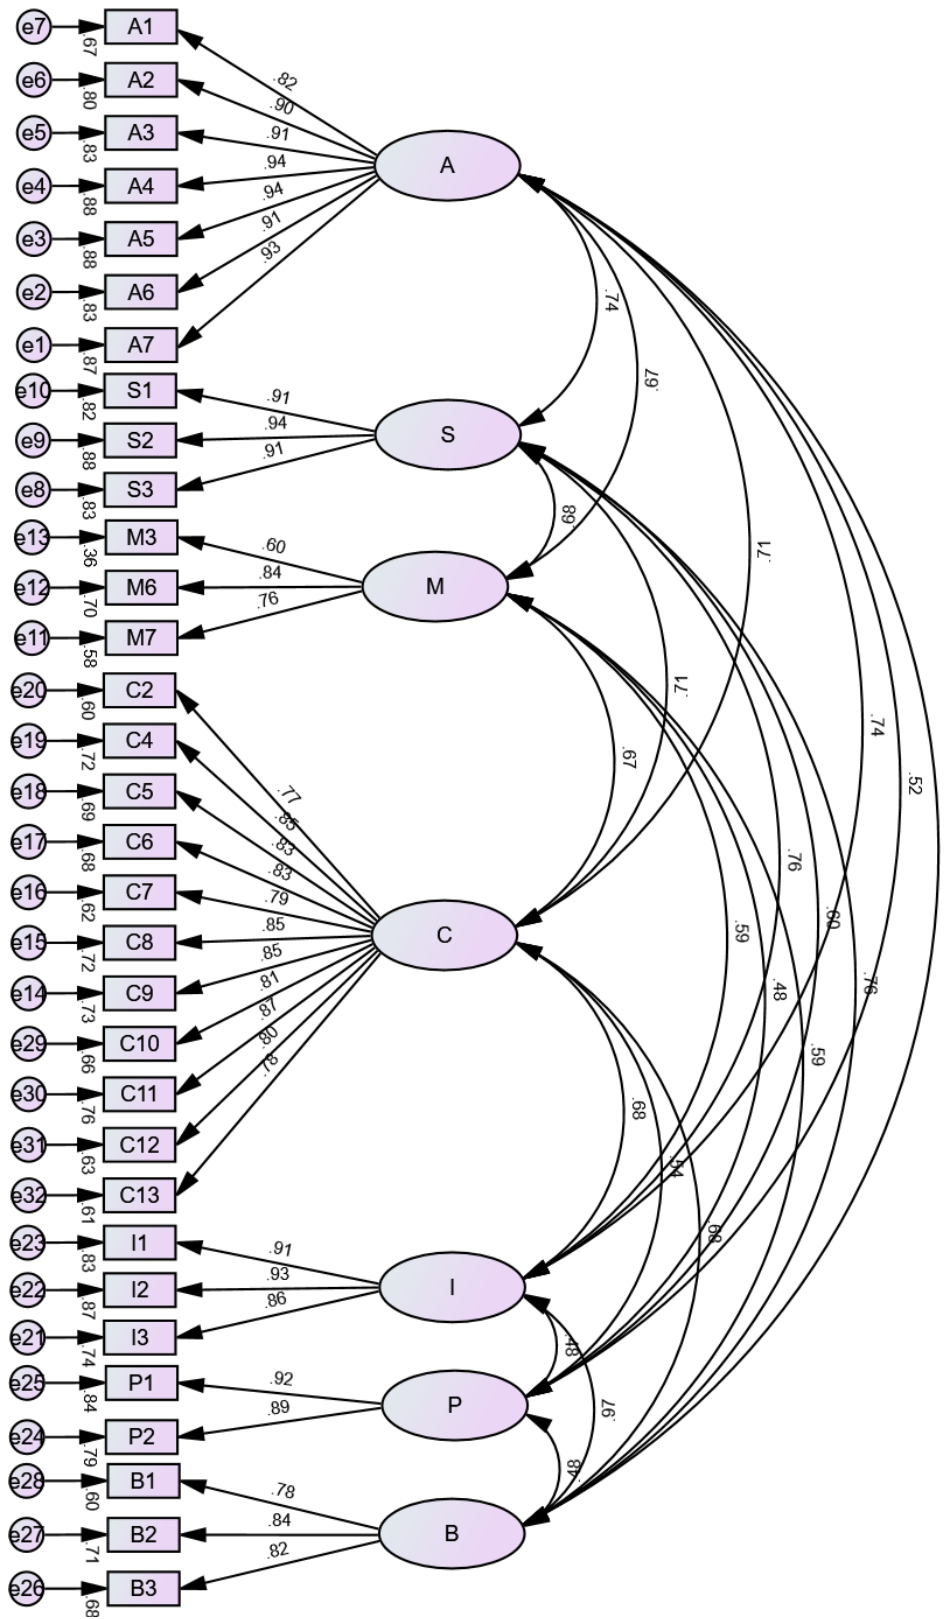 e7 A1 .67
e6 A2 .80
e5 A3 .83
e4 A4 .88
e3 A5 .88
e2 A6 .83
e1 A7 .87
e10 S1 .82
e9 S2 .88
e8 S3 .83
e13 M3 .36
e12 M6 .70
e11 M7 .58
e20 C2 .60
e19 C4 .72
e18 C5 .69
e17 C6 .68
e16 C7 .62
e15 C8 .72
e14 C9 .73
e29 C10 .66
e30 C11 .76
e31 C12 .63
e32 C13 .61
e23 I1 .83
e22 I2 .87
e21 I3 .74
e25 P1 .84
e24 P2 .79
e28 B1 .60
e27 B2 .71
e26 B3 .68
.82
.90
.91
.94
.94
.91
.93
.91
.94
.91
.60
.84
.76
.77
.85
.83
.83
.79
.85
.85
.81
.87
.80
.78
.91
.93
.86
.92
.89
.78
.84
.82
A
S
M
C
I
P
B
.74
.67
.89
.71
.71
.67
.74
.52
.76
.60
.59
.48
.76
.59
.68
.54
.68
.48
.76
.48